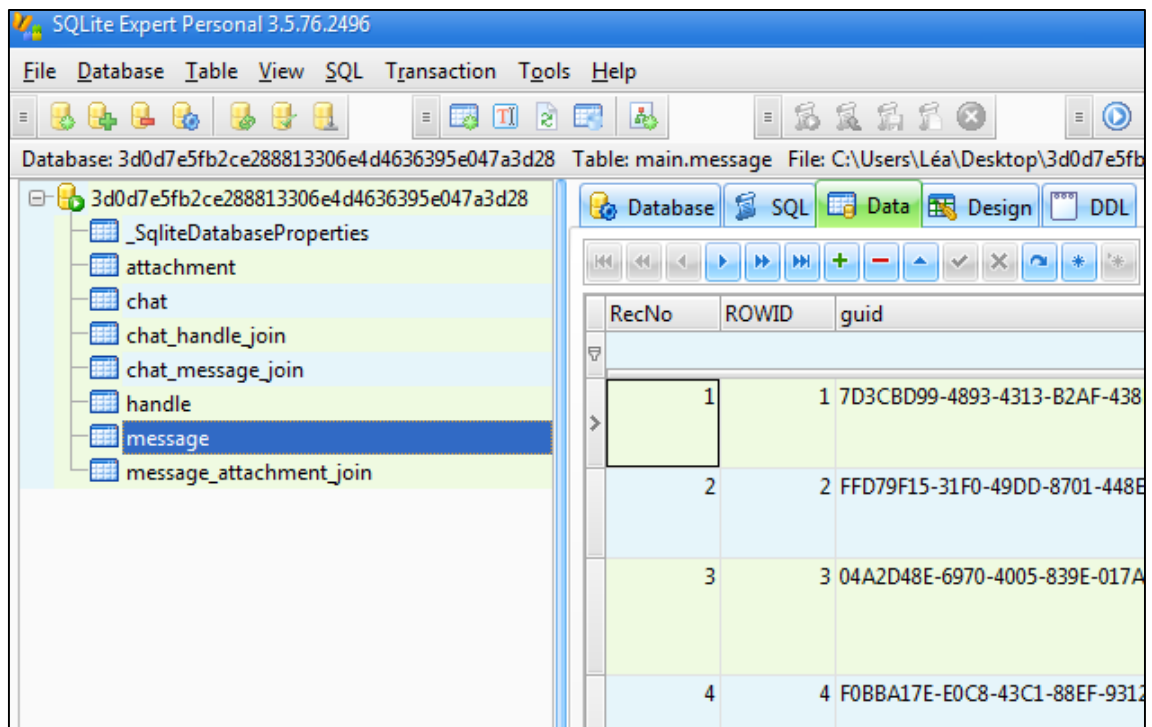 SQLite Expert Personal 3.5.76.2496
File Database Table View SQL Transaction Tools Help
Database: 3d0d7e5fb2ce288813306e4d4636395e047a3d28 Table: main.message File: C:\Users\Léa\Desktop\3d0d7e5fb
3d0d7e5fb2ce288813306e4d4636395e047a3d28
_SqliteDatabaseProperties
attachment
chat
chat_handle_join
chat_message_join
handle
message
message_attachment_join
Database SQL Data Design DDL
RecNo ROWID guid
1 1 7D3CBD99-4893-4313-B2AF-438
2 2 FFD79F15-31F0-49DD-8701-448E
3 3 04A2D48E-6970-4005-839E-017A
4 4 F0BBA17E-E0C8-43C1-88EF-9312